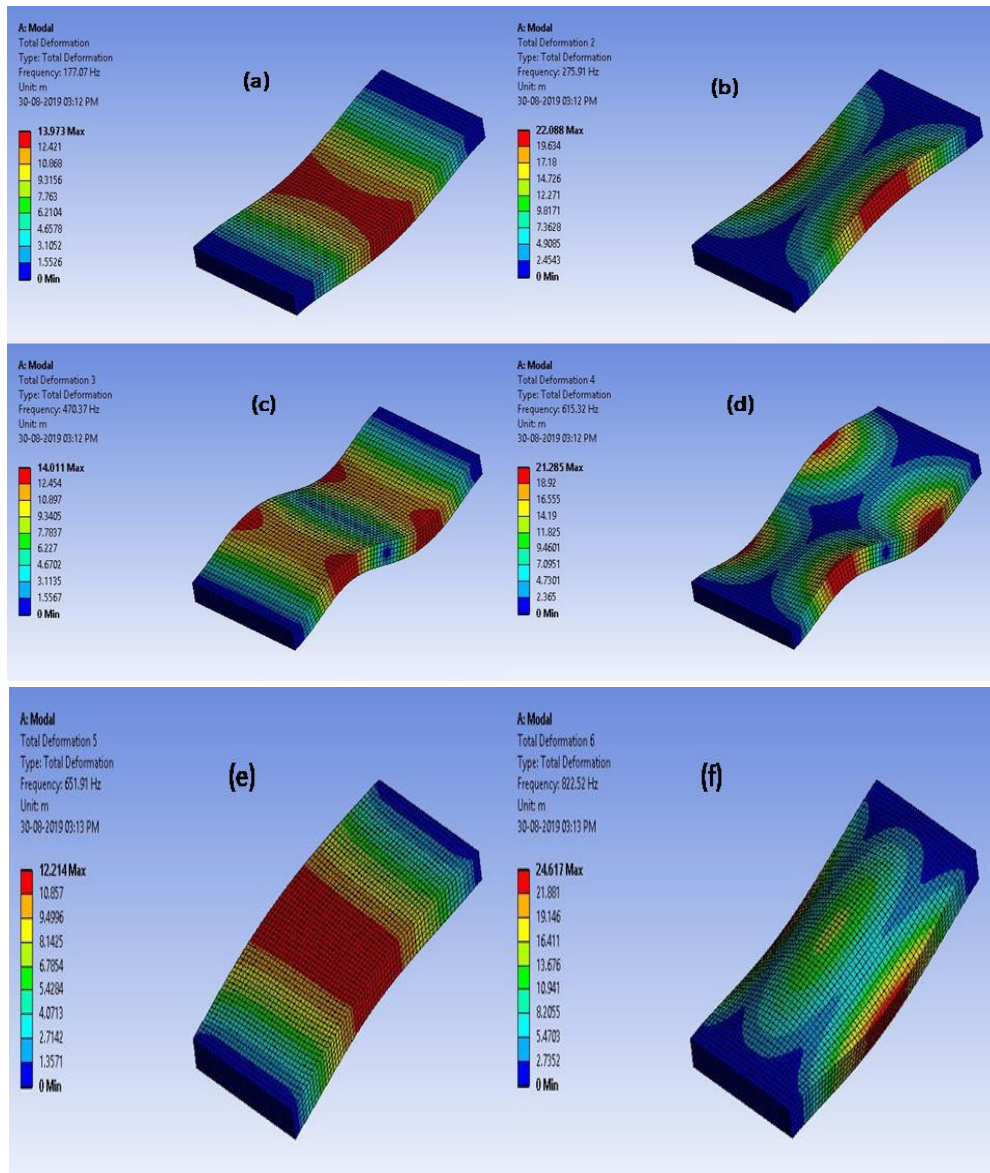 A: Modal
Total Deformation
Type: Total Deformation
Frequency: 177.07 Hz
Unit: m
30-08-2019 03:12 PM
(a)
13.973 Max
12.421
10.868
9.3156
7.763
6.2104
4.6578
3.1052
1.5526
0 Min
A: Modal
Total Deformation 2
Type: Total Deformation
Frequency: 275.91 Hz
Unit: m
30-08-2019 03:12 PM
(b)
22.088 Max
19.634
17.18
14.726
12.271
9.8171
7.3628
4.9085
2.4543
0 Min
A: Modal
Total Deformation 3
Type: Total Deformation
Frequency: 470.37 Hz
Unit: m
30-08-2019 03:12 PM
(c)
14.011 Max
12.454
10.897
9.3405
7.7837
6.227
4.6702
3.1135
1.5567
0 Min
A: Modal
Total Deformation 4
Type: Total Deformation
Frequency: 615.32 Hz
Unit: m
30-08-2019 03:12 PM
(d)
21.285 Max
18.92
16.555
14.19
11.825
9.4601
7.0951
4.7301
2.365
0 Min
A: Modal
Total Deformation 5
Type: Total Deformation
Frequency: 651.91 Hz
Unit: m
30-08-2019 03:13 PM
(e)
12.214 Max
10.857
9.4996
8.1425
6.7854
5.4284
4.0713
2.7142
1.3571
0 Min
A: Modal
Total Deformation 6
Type: Total Deformation
Frequency: 822.52 Hz
Unit: m
30-08-2019 03:13 PM
(f)
24.617 Max
21.881
19.146
16.411
13.676
10.941
8.2055
5.4703
2.7352
0 Min